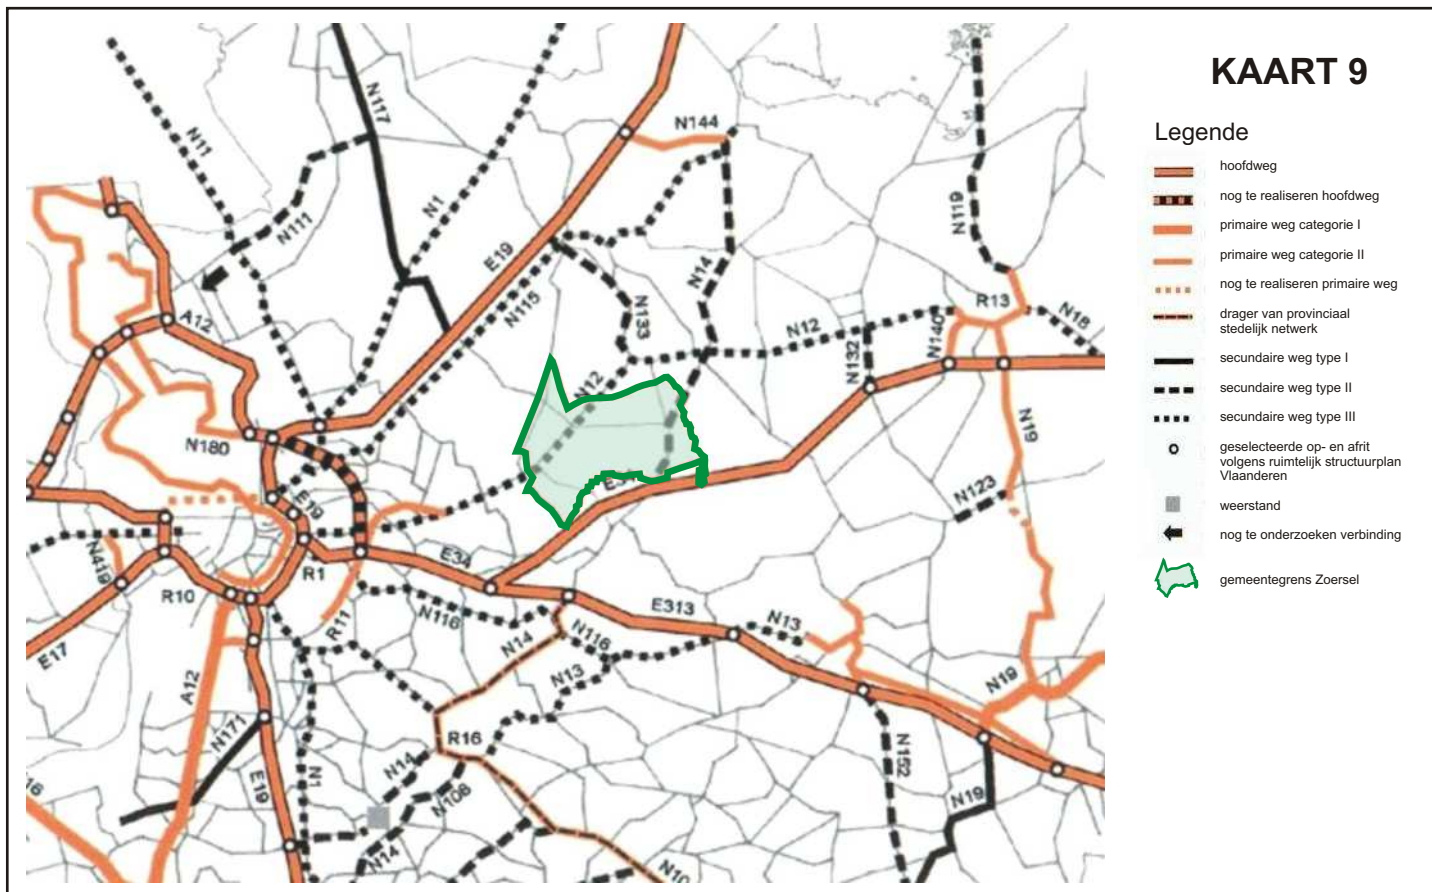 KAART 9
Legende
hoofdweg
nog te realiseren hoofdweg
primaire weg categorie I
primaire weg categorie II
nog te realiseren primaire weg
drager van provinciaal
stedelijk netwerk
secundaire weg type I
secundaire weg type II
secundaire weg type III
geselecteerde op- en afrit
volgens ruimtelijk structuurplan
Vlaanderen
weerstand
nog te onderzoeken verbinding
gemeentegrens Zoersel
N11
N117
N1
N111
E19
N144
N119
N115
N14
N133
A12
R13
N18
N12
N140
N132
N12
N180
N19
E19
N123
N419
R1
E34
R10
N116
R11
E313
N13
N14
N116
E17
A12
N13
N19
N171
R16
N14
N1
N152
E19
N108
N19
N14